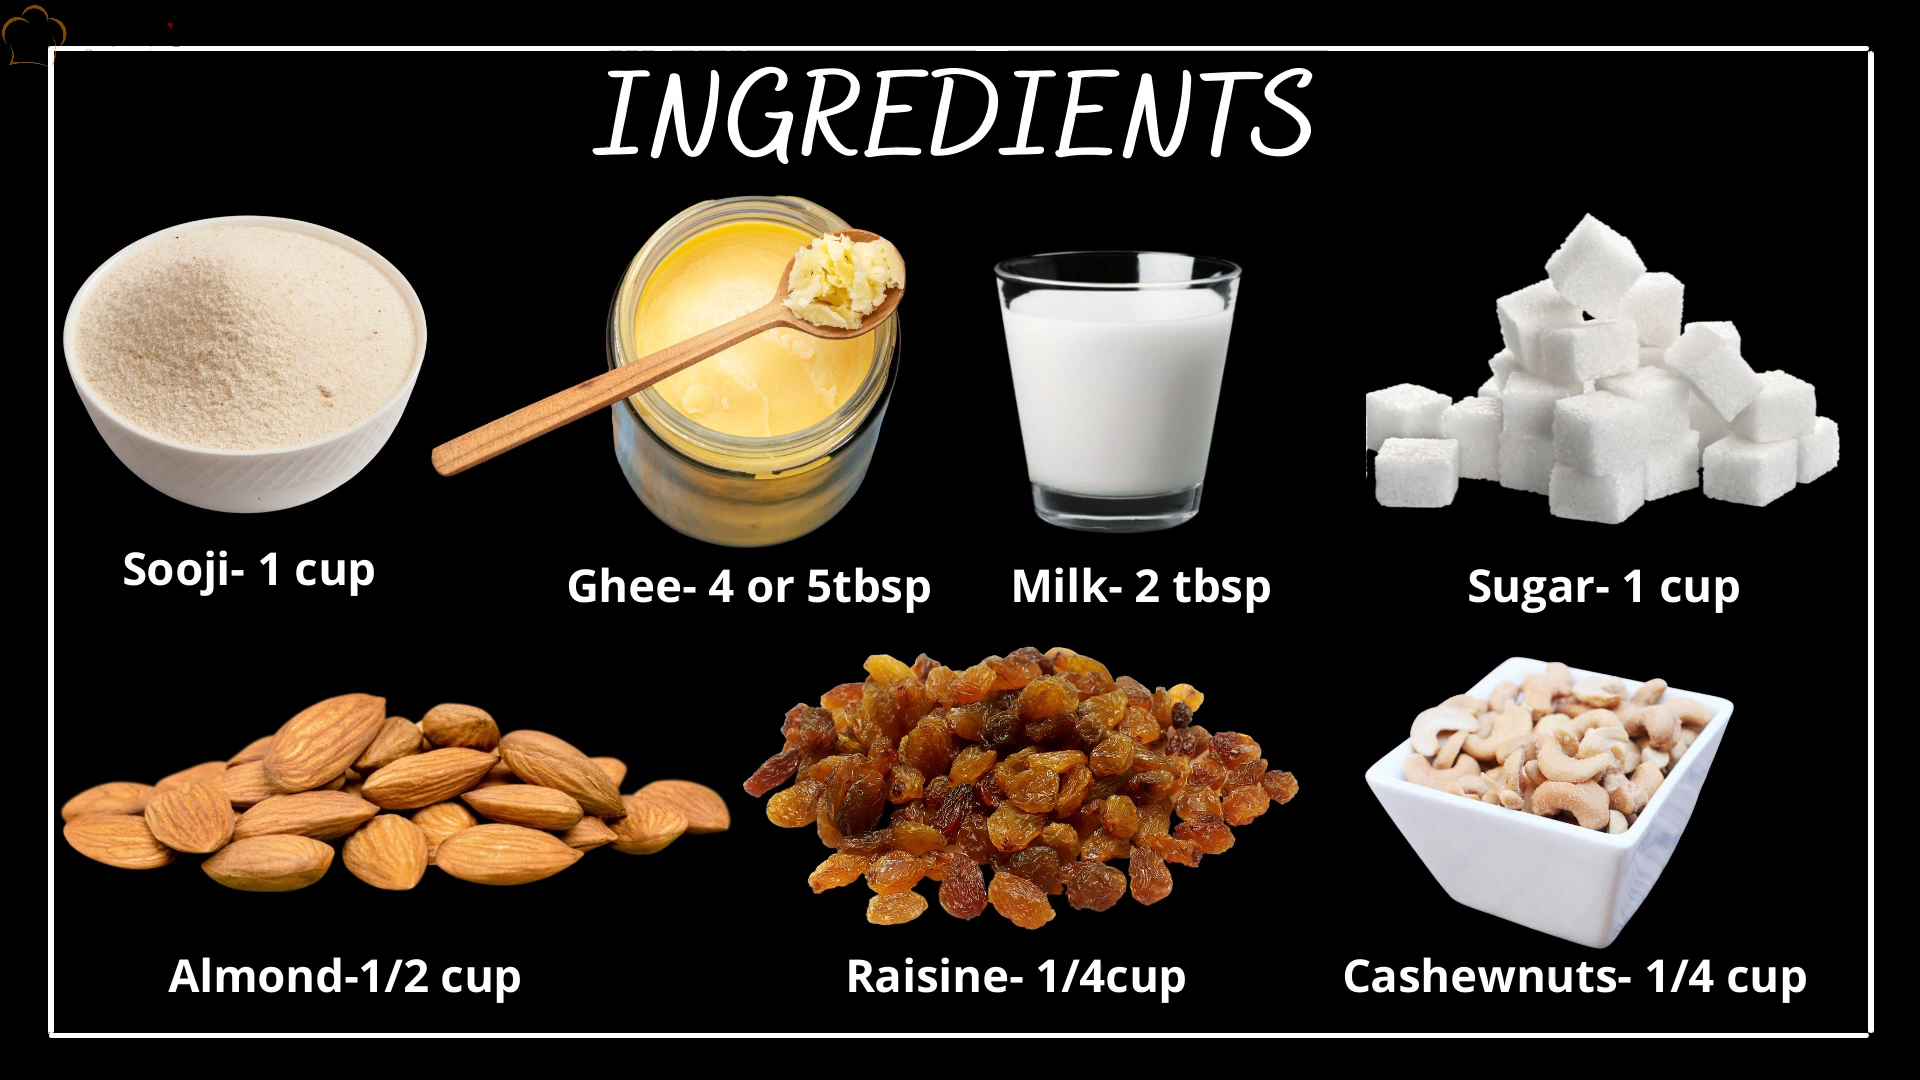 INGREDIENTS
Sooji- 1 cup
Ghee- 4 or 5tbsp
Milk- 2 tbsp
Sugar- 1 cup
Almond-1/2 cup
Raisine- 1/4cup
Cashewnuts- 1/4 cup